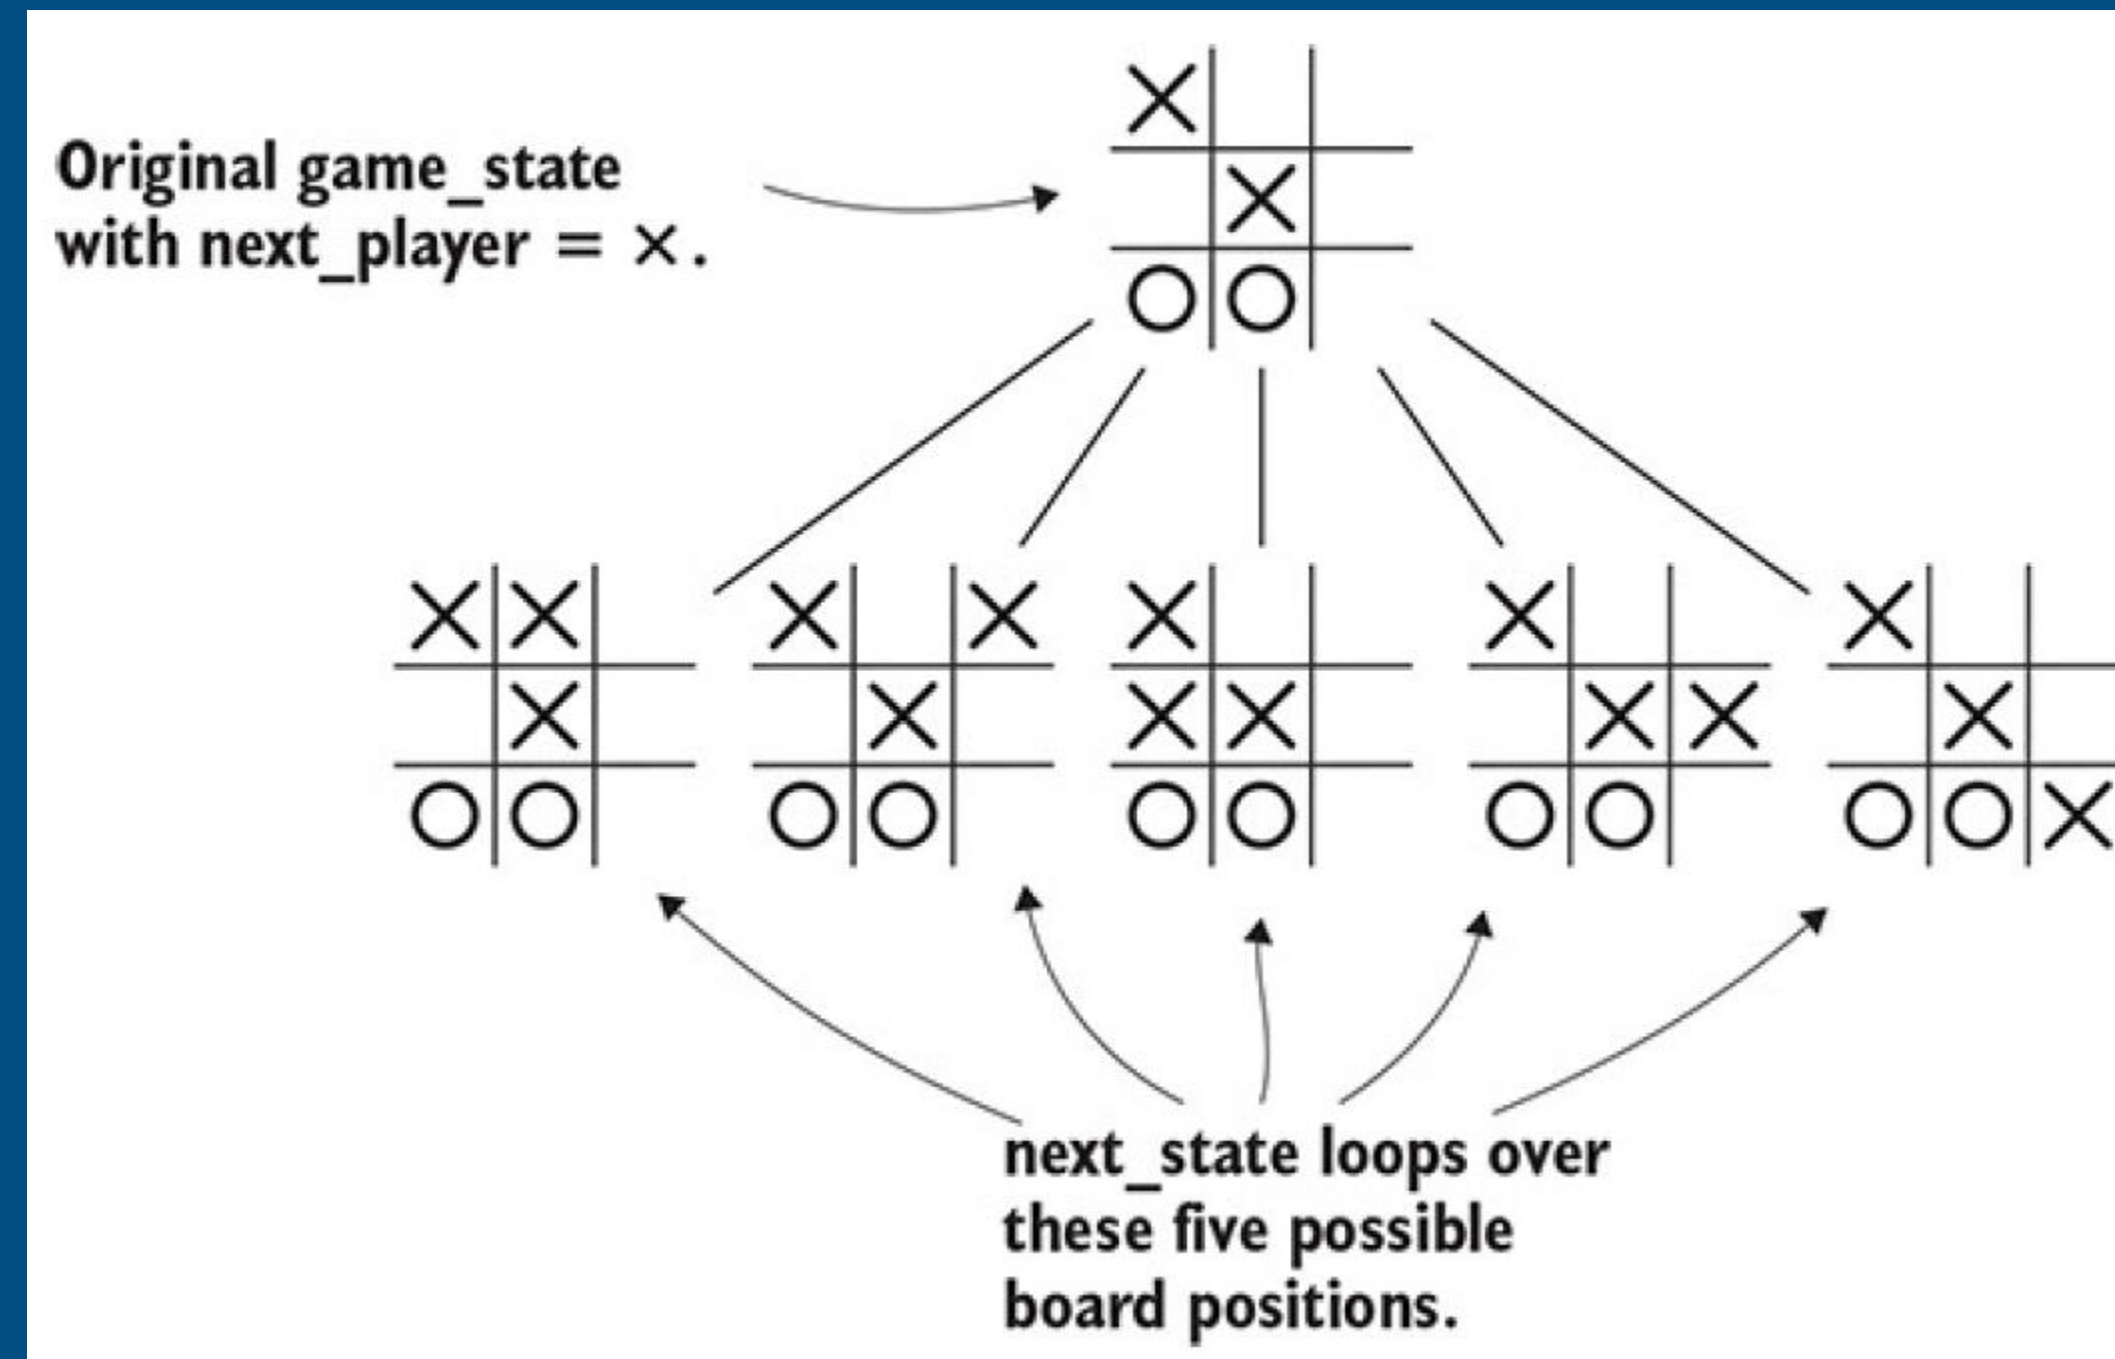 Original game_state
with next_player = ×.
next_state loops over
these five possible
board positions.